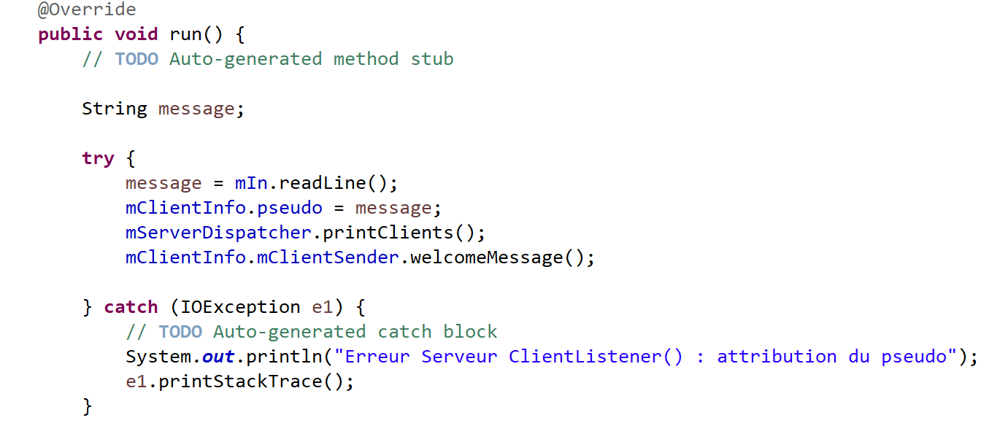 @Override
public void run() {
// TODO Auto-generated method stub
String message;
try {
message = mIn.readLine();
mClientInfo.pseudo = message;
mServerDispatcher.printClients();
mClientInfo.mClientSender.welcomeMessage();
} catch (IOException e1) {
// TODO Auto-generated catch block
System.out.println("Erreur Serveur ClientListener() : attribution du pseudo");
e1.printStackTrace();
}